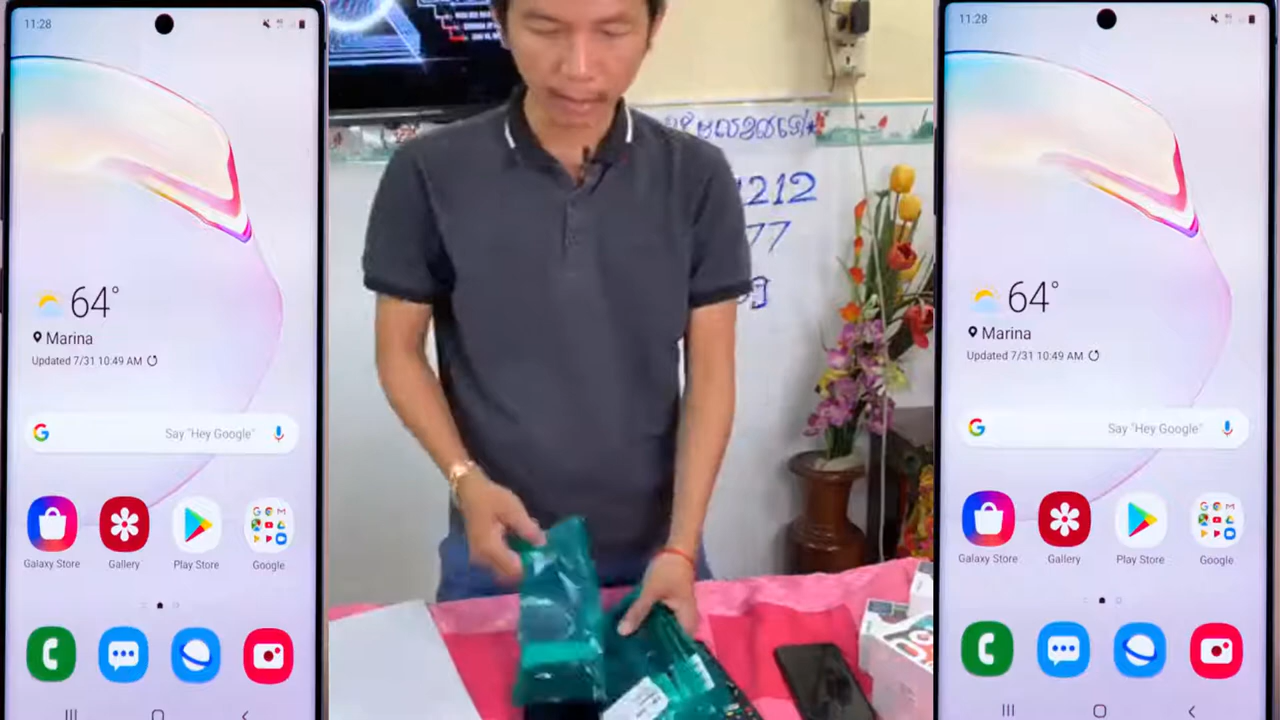 11:28
64°
Marina
Updated 7/31 10:49 AM
Say "Hey Google"
Galaxy Store
Gallery
Play Store
Google
1212
77
11:28
64°
Marina
Updated 7/31 10:49 AM
Say "Hey Google"
Galaxy Store
Gallery
Play Store
Google